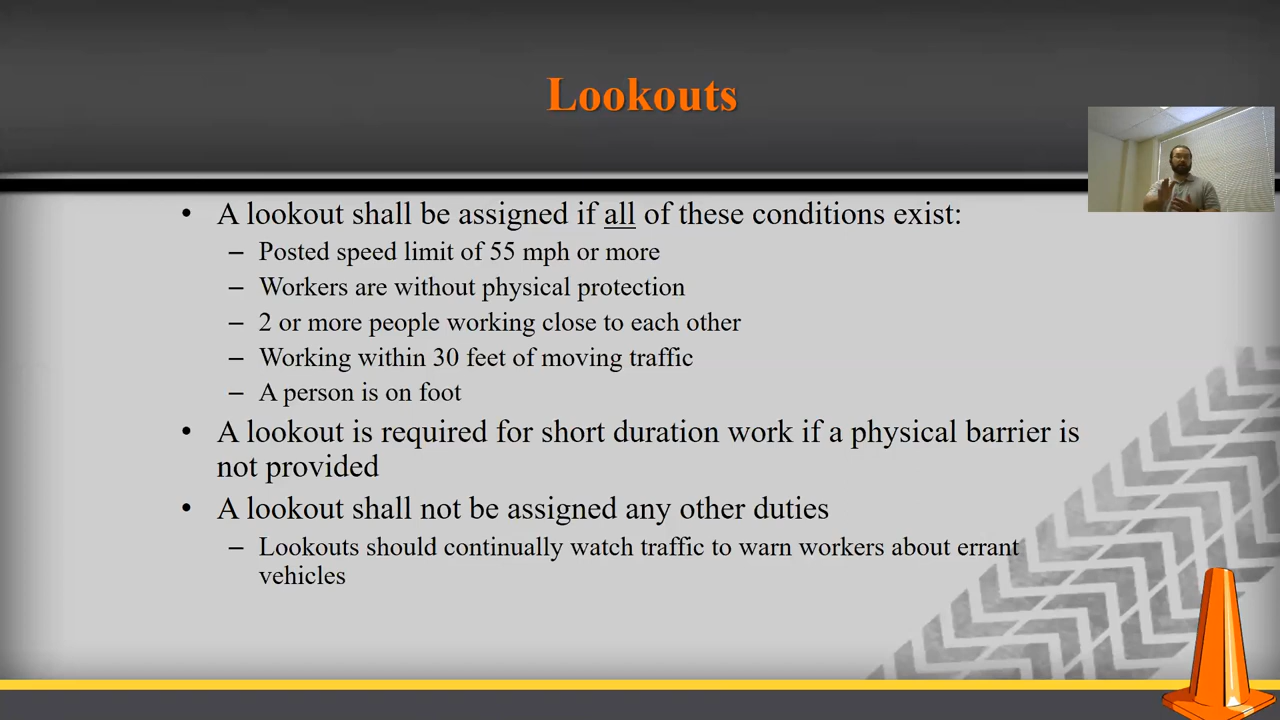 Lookouts
• A lookout shall be assigned if all of these conditions exist:
– Posted speed limit of 55 mph or more
– Workers are without physical protection
– 2 or more people working close to each other
– Working within 30 feet of moving traffic
– A person is on foot
• A lookout is required for short duration work if a physical barrier is
not provided
• A lookout shall not be assigned any other duties
– Lookouts should continually watch traffic to warn workers about errant
vehicles